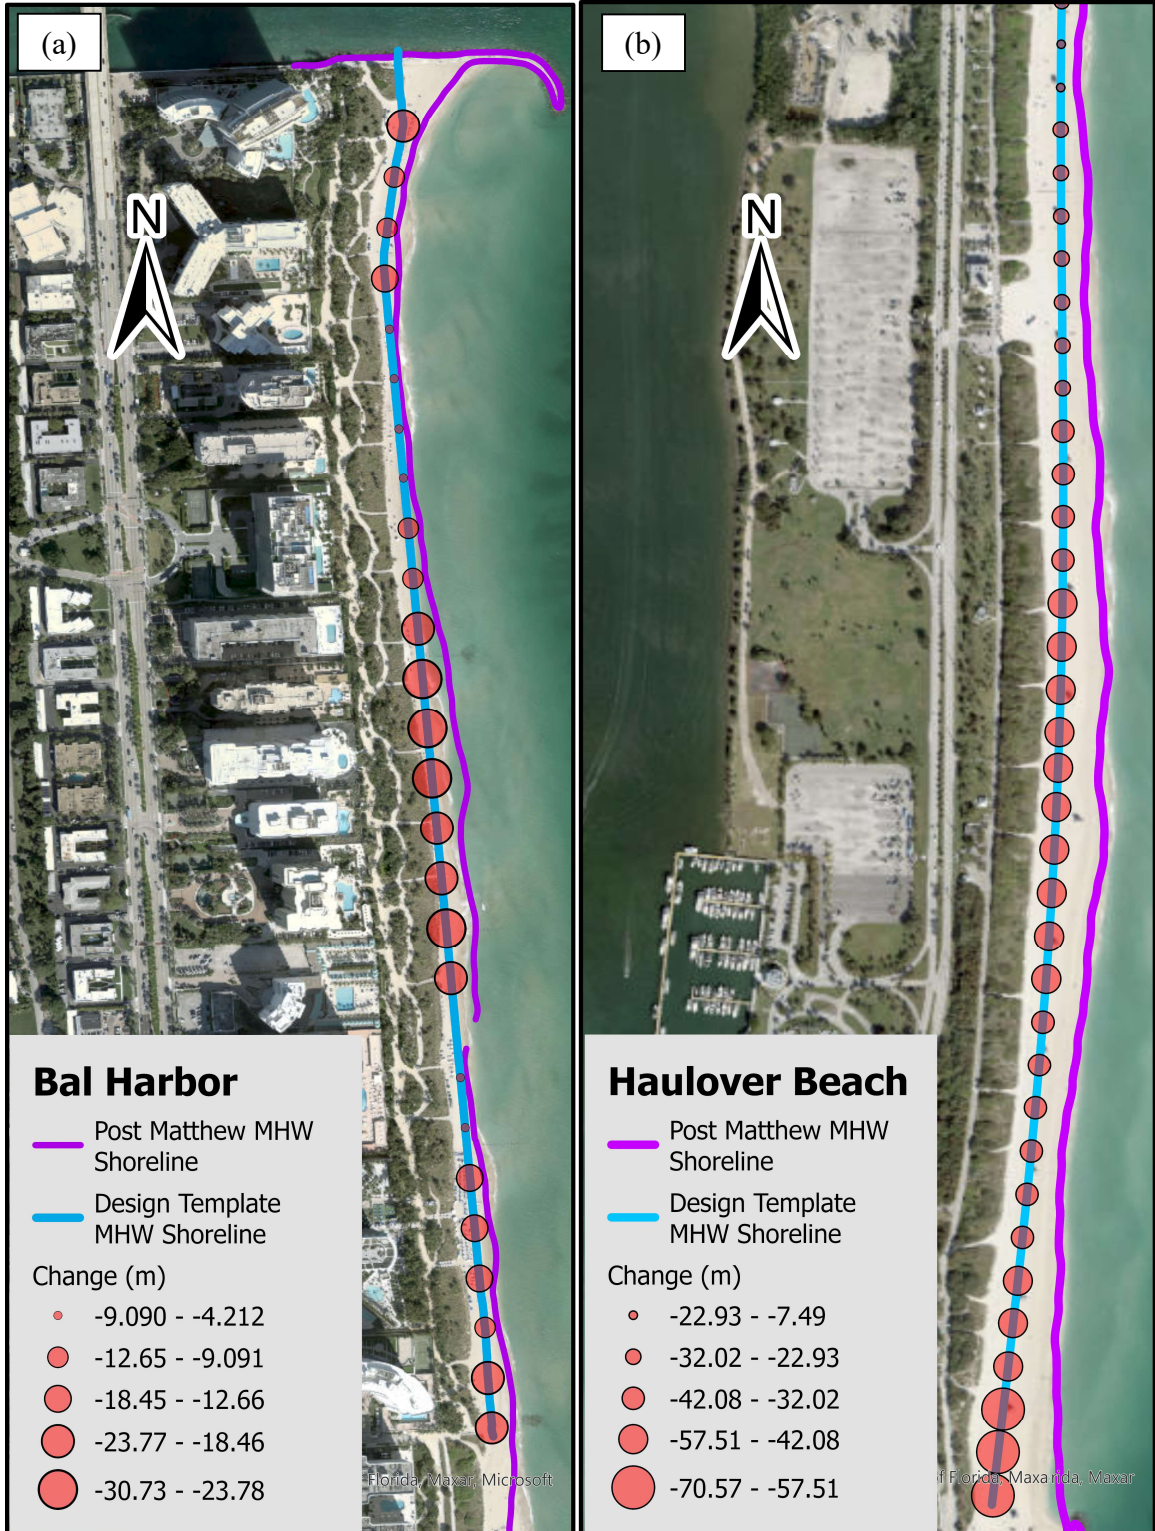 (a)
N
Bal Harbor
Post Matthew MHW
Shoreline
Design Template
MHW Shoreline
Change (m)
-9.090 - -4.212
-12.65 - -9.091
-18.45 - -12.66
-23.77 - -18.46
-30.73 - -23.78
Florida, Maxar, Microsoft
(b)
N
Haulover Beach
Post Matthew MHW
Shoreline
Design Template
MHW Shoreline
Change (m)
-22.93 - -7.49
-32.02 - -22.93
-42.08 - -32.02
-57.51 - -42.08
-70.57 - -57.51
f Florida, Maxar